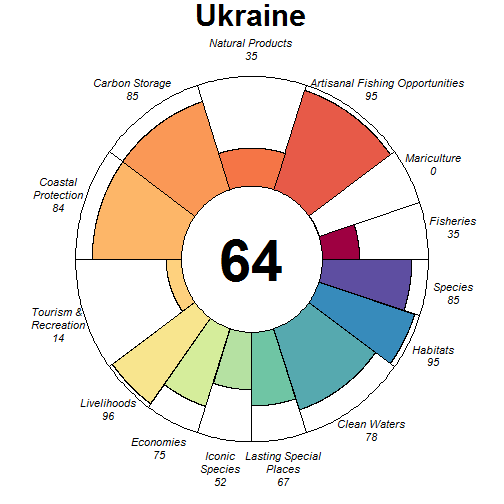 Ukraine
Natural Products
35
Carbon Storage
85
Artisanal Fishing Opportunities
95
Mariculture
0
Coastal
Protection
84
Fisheries
35
64
Species
85
Tourism &
Recreation
14
Habitats
95
Livelihoods
96
Clean Waters
78
Economies
75
Iconic
Species
52
Lasting Special
Places
67